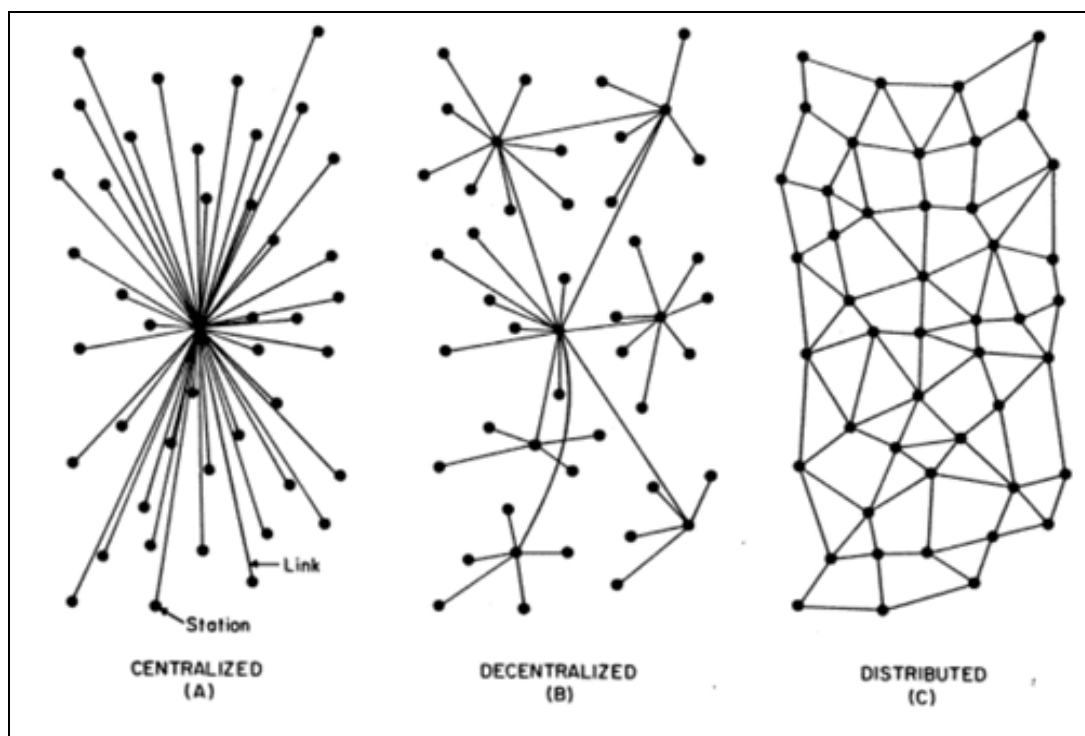 Link
Station
CENTRALIZED
(A)
DECENTRALIZED
(B)
DISTRIBUTED
(C)